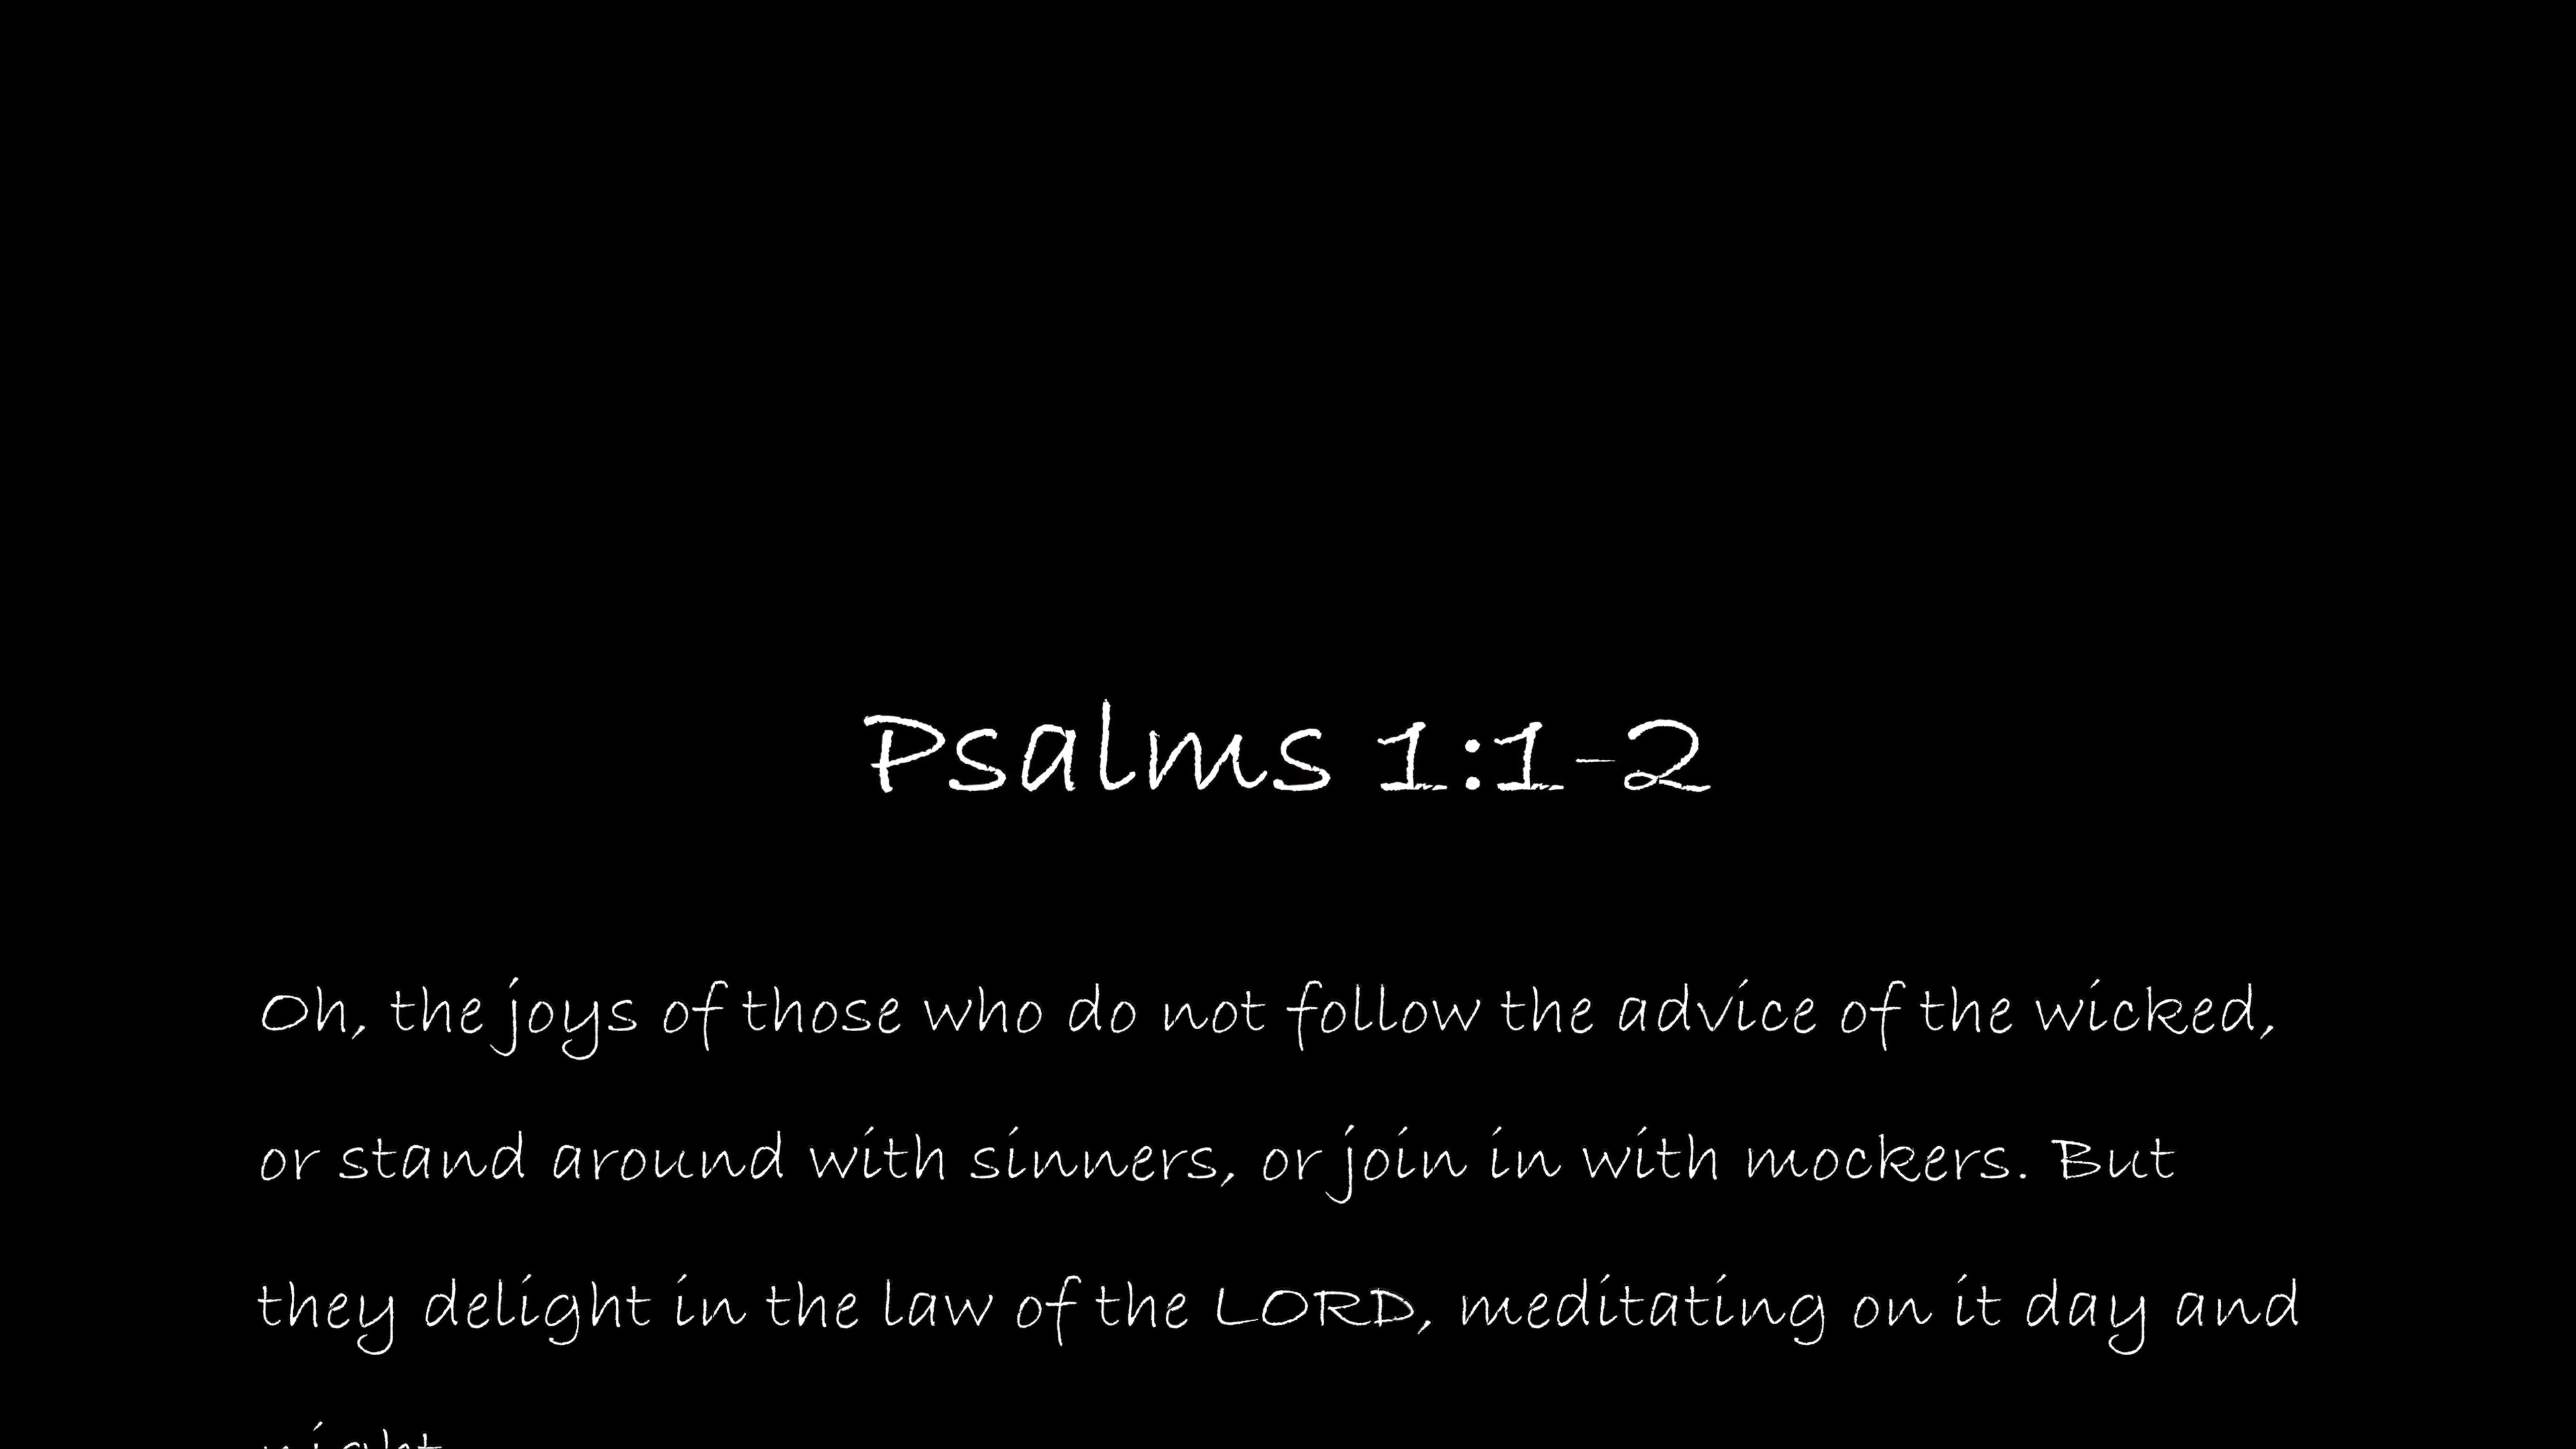 Psalms 1:1-2
Oh, the joys of those who do not follow the advice of the wicked,
or stand around with sinners, or join in with mockers. But
they delight in the law of the LORD, meditating on it day and
night